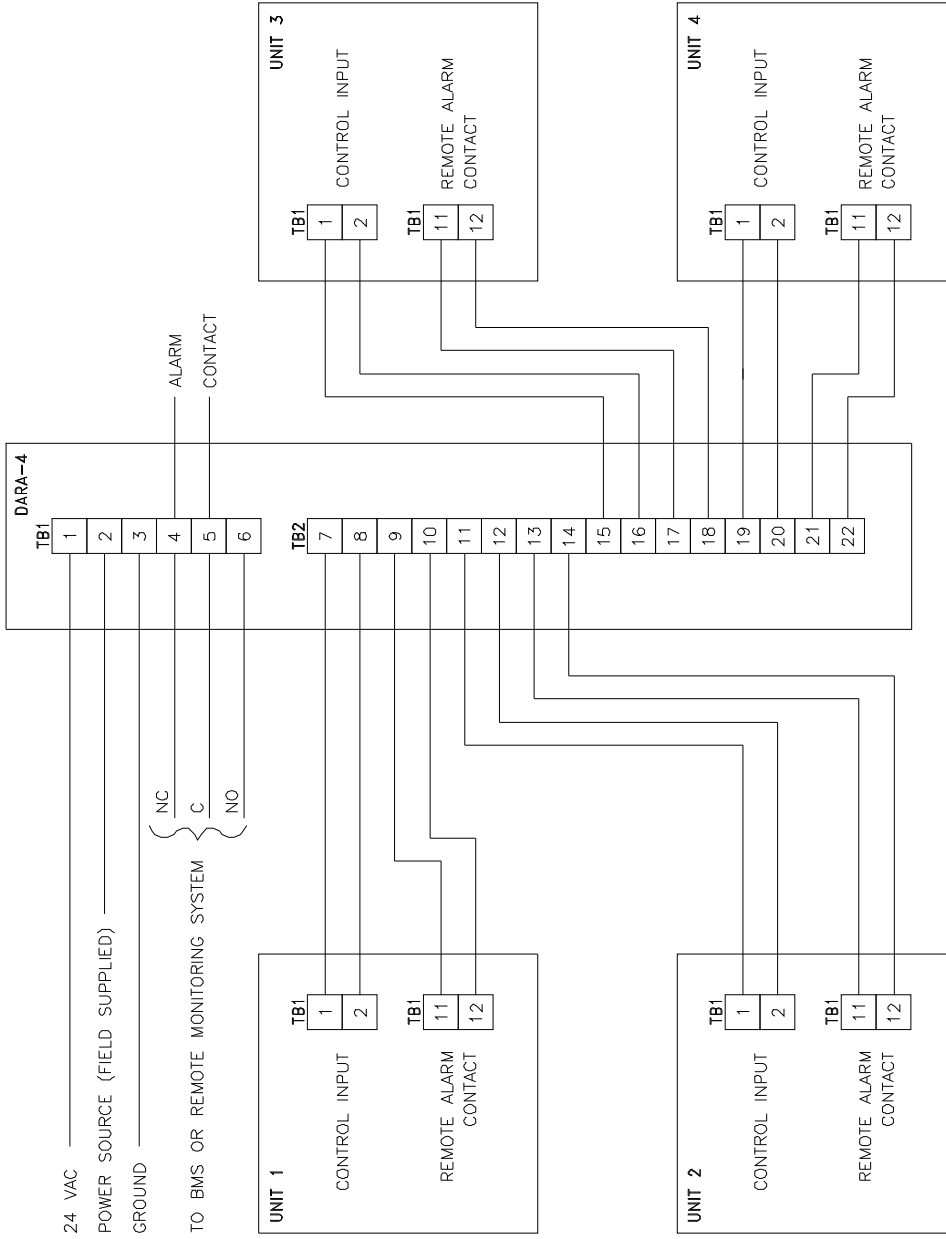 24 VAC
POWER SOURCE (FIELD SUPPLIED)
GROUND
NC
C
NO
TO BMS OR REMOTE MONITORING SYSTEM
DARA-4
TB1
1
2
3
4
5
6
ALARM
CONTACT
TB2
7
8
9
10
11
12
13
14
15
16
17
18
19
20
21
22
UNIT 1
CONTROL INPUT
TB1
1
2
REMOTE ALARM
CONTACT
TB1
11
12
UNIT 3
TB1
1
2
CONTROL INPUT
TB1
11
12
REMOTE ALARM
CONTACT
UNIT 2
CONTROL INPUT
TB1
1
2
REMOTE ALARM
CONTACT
TB1
11
12
UNIT 4
TB1
1
2
CONTROL INPUT
TB1
11
12
REMOTE ALARM
CONTACT